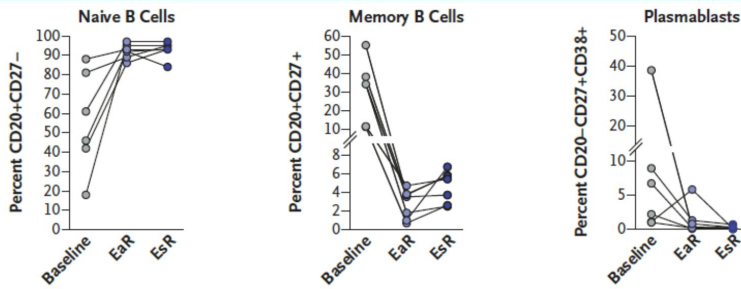 Naive B Cells
Percent CD20+CD27−
100
90
80
70
60
50
40
30
20
10
0
Baseline
EaR
EsR
Memory B Cells
Percent CD20+CD27+
60
50
40
30
20
10
8
6
4
2
0
Baseline
EaR
EsR
Plasmablasts
Percent CD20−CD27+CD38+
50
40
30
20
10
5
0
Baseline
EaR
EsR